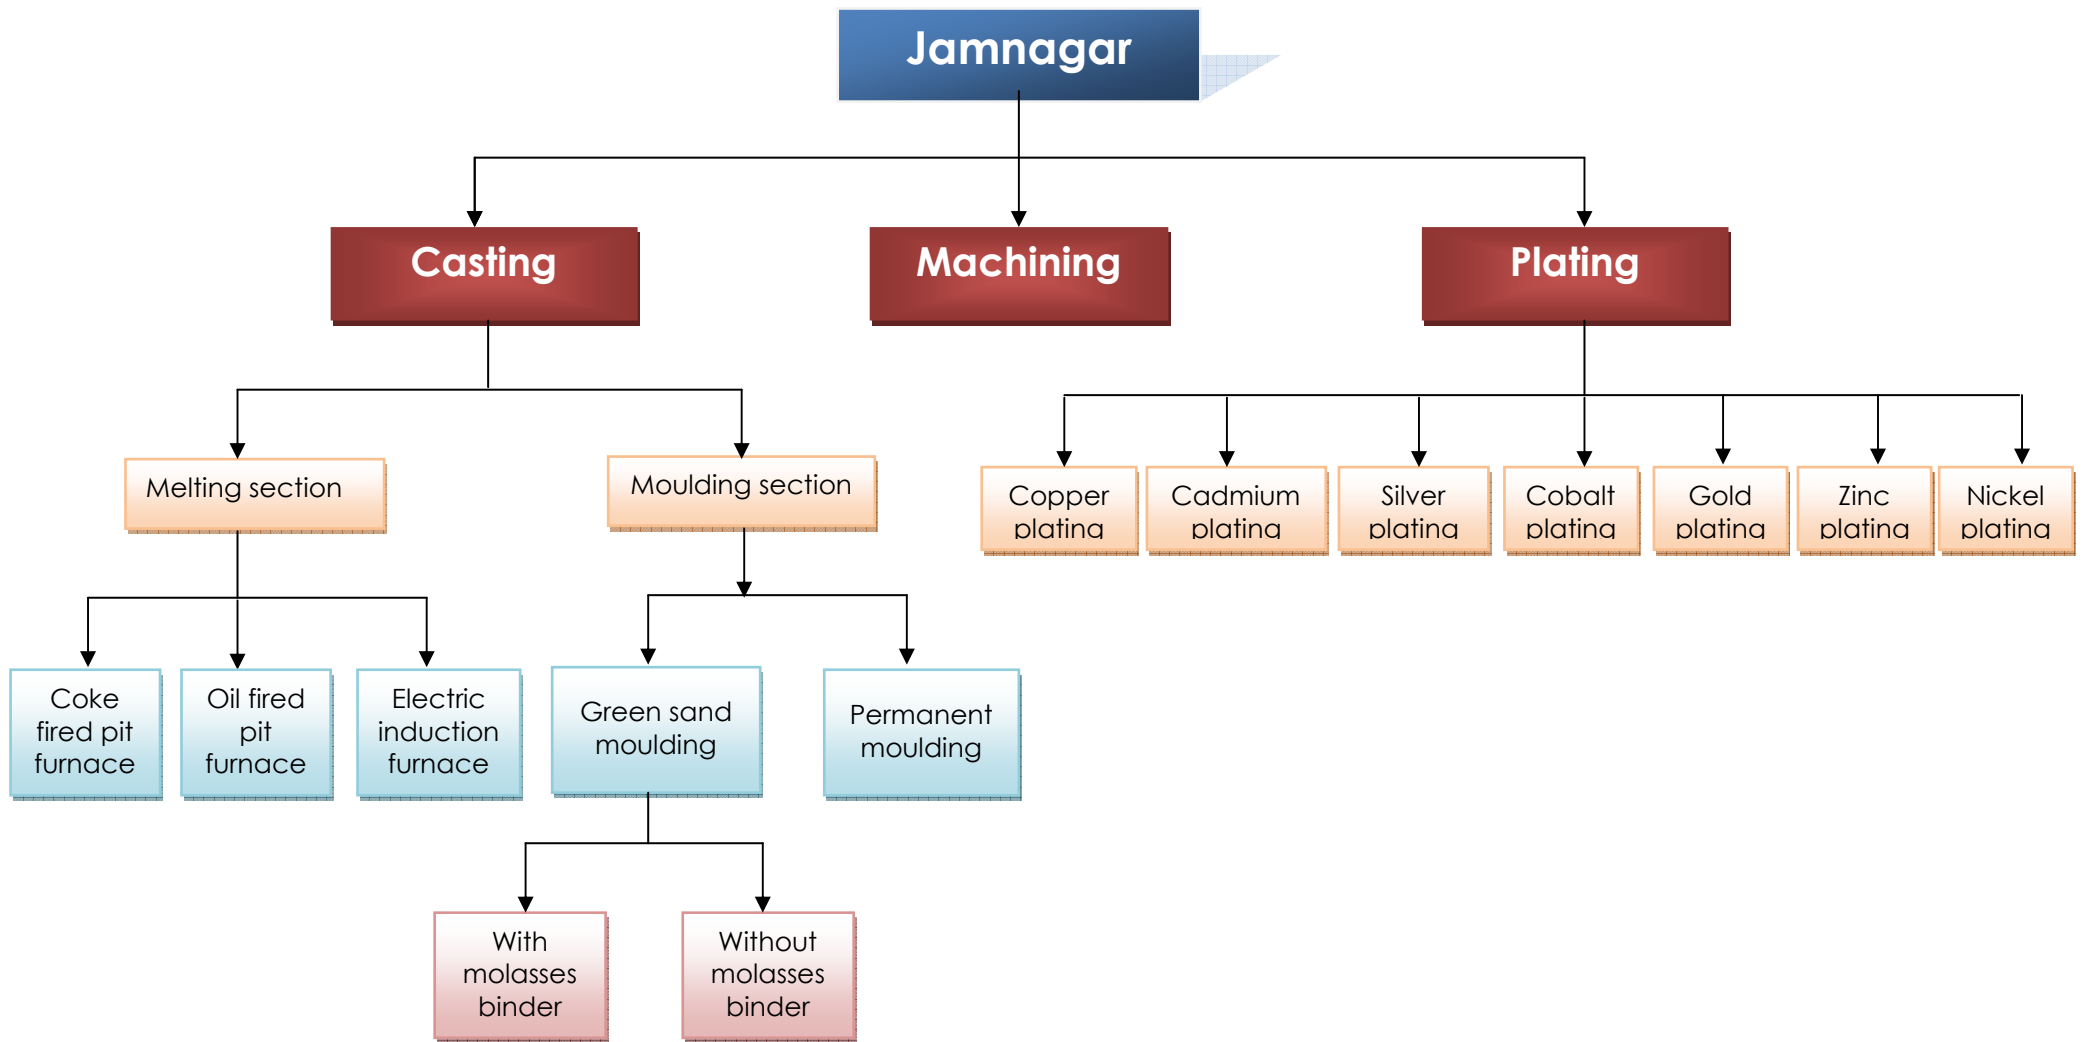 Jamnagar
Casting
Machining
Plating
Melting section
Moulding section
Copper
plating
Cadmium
plating
Silver
plating
Cobalt
plating
Gold
plating
Zinc
plating
Nickel
plating
Coke
fired pit
furnace
Oil fired
pit
furnace
Electric
induction
furnace
Green sand
moulding
Permanent
moulding
With
molasses
binder
Without
molasses
binder